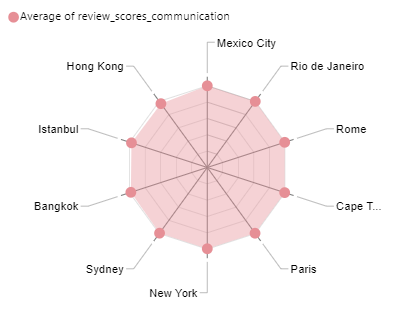 Average of review_scores_communication
Mexico City
Hong Kong
Rio de Janeiro
Istanbul
Rome
Bangkok
Cape T...
Sydney
Paris
New York